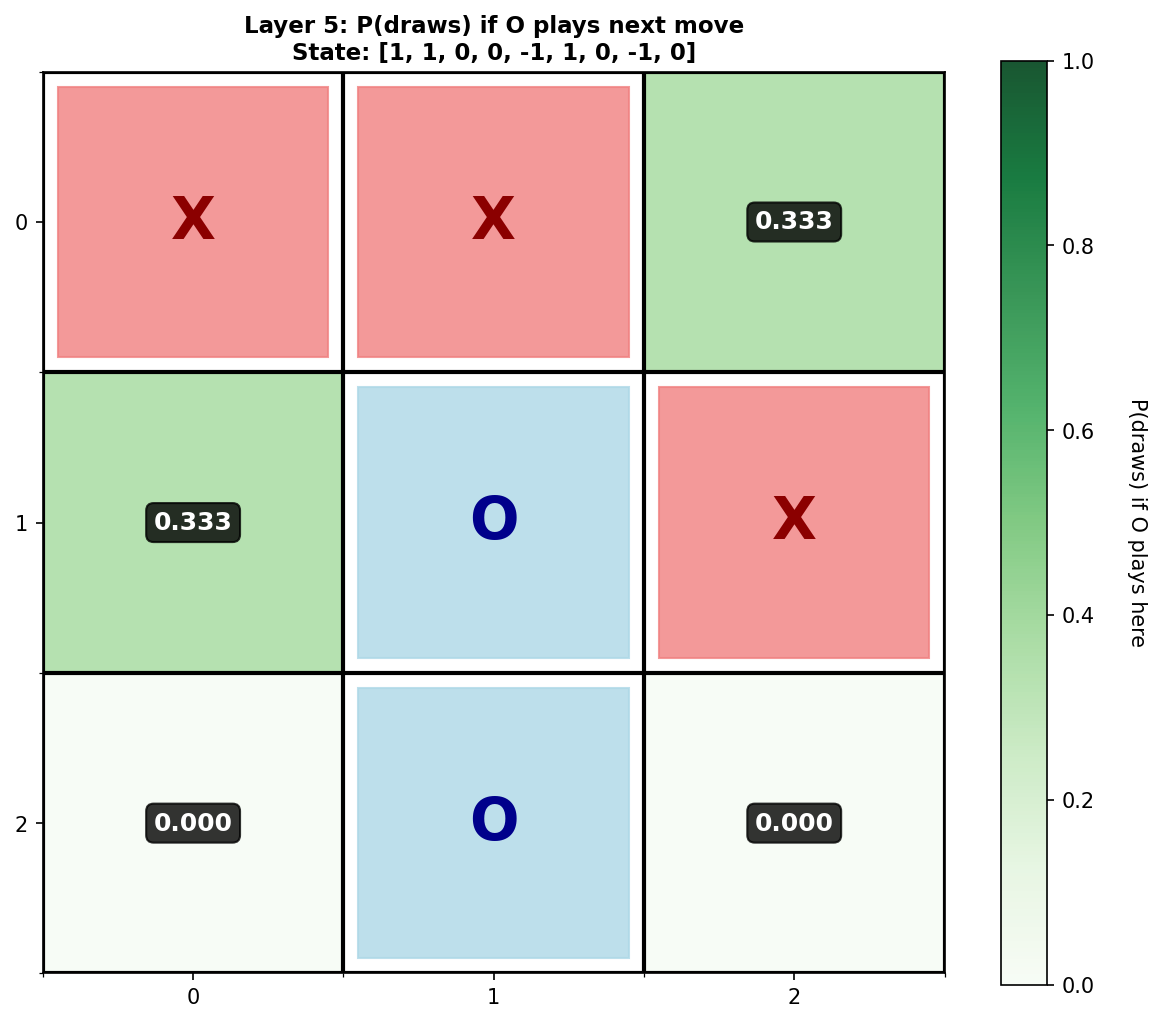 Layer 5: P(draws) if O plays next move
State: [1, 1, 0, 0, -1, 1, 0, -1, 0]
X X 0.333
0.333 O X
0.000 O 0.000
0
1
2
0 1 2
1.0
0.8
0.6
0.4
0.2
0.0
P(draws) if O plays here